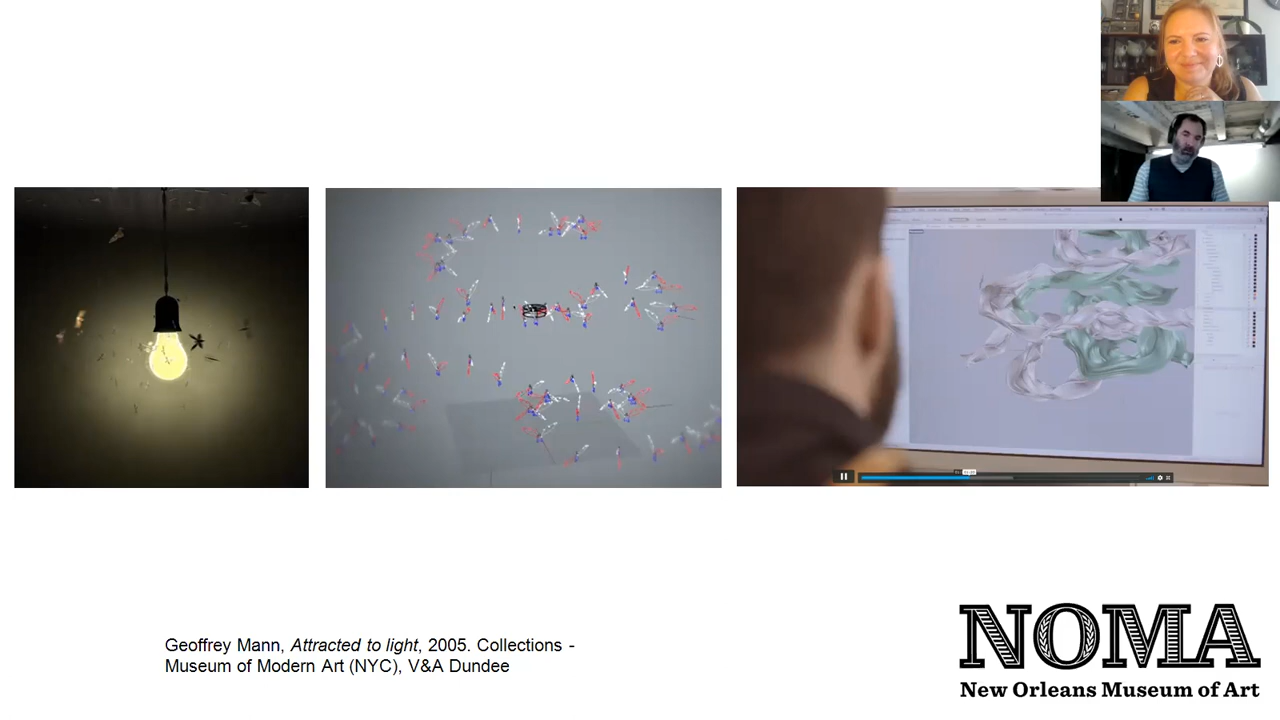 Geoffrey Mann, Attracted to light, 2005. Collections -
Museum of Modern Art (NYC), V&A Dundee
NOMA
New Orleans Museum of Art